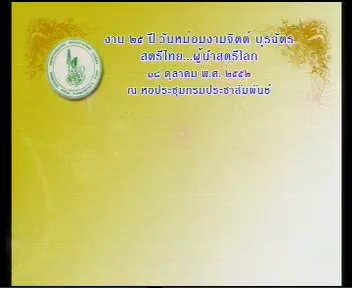 งาน ๒๕ ปี วันหม่อมงามจิตต์ บุรฉัตร
สตรีไทย...ผู้นำสตรีโลก
๑๘ ตุลาคม พ.ศ. ๒๕๕๒
ณ หอประชุมกรมประชาสัมพันธ์